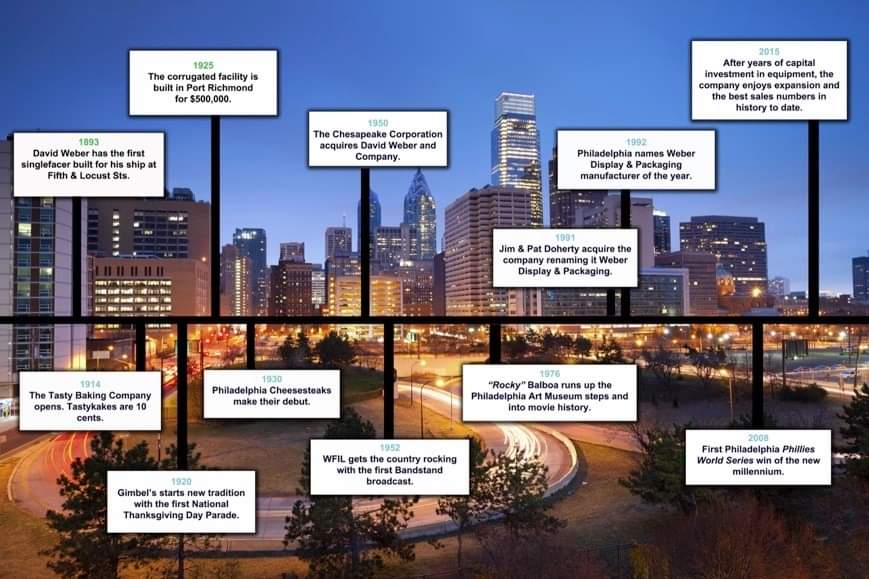 1925
The corrugated facility is
built in Port Richmond
for $500,000.
2015
After years of capital
investment in equipment, the
company enjoys expansion and
the best sales numbers in
history to date.
1893
David Weber has the first
singlefacer built for his ship at
Fifth & Locust Sts.
1950
The Chesapeake Corporation
acquires David Weber and
Company.
1992
Philadelphia names Weber
Display & Packaging
manufacturer of the year.
1991
Jim & Pat Doherty acquire the
company renaming it Weber
Display & Packaging.
1914
The Tasty Baking Company
opens. Tastykakes are 10
cents.
1930
Philadelphia Cheesesteaks
make their debut.
1976
“Rocky” Balboa runs up the
Philadelphia Art Museum steps and
into movie history.
1920
Gimbel’s starts new tradition
with the first National
Thanksgiving Day Parade.
1952
WFIL gets the country rocking
with the first Bandstand
broadcast.
2008
First Philadelphia Phillies
World Series win of the new
millennium.